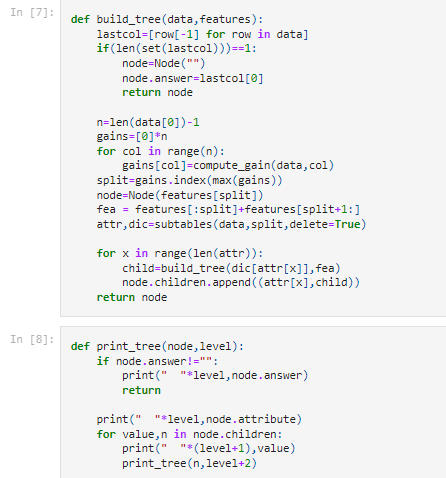 In [7]:
def build_tree(data,features):
    lastcol=[row[-1] for row in data]
    if(len(set(lastcol)))==1:
        node=Node("")
        node.answer=lastcol[0]
        return node

    n=len(data[0])-1
    gains=[0]*n
    for col in range(n):
        gains[col]=compute_gain(data,col)
    split=gains.index(max(gains))
    node=Node(features[split])
    fea = features[:split]+features[split+1:]
    attr,dic=subtables(data,split,delete=True)

    for x in range(len(attr)):
        child=build_tree(dic[attr[x]],fea)
        node.children.append((attr[x],child))
    return node

In [8]:
def print_tree(node,level):
    if node.answer!="":
        print("  "*level,node.answer)
        return

    print("  "*level,node.attribute)
    for value,n in node.children:
        print("  "*(level+1),value)
        print_tree(n,level+2)